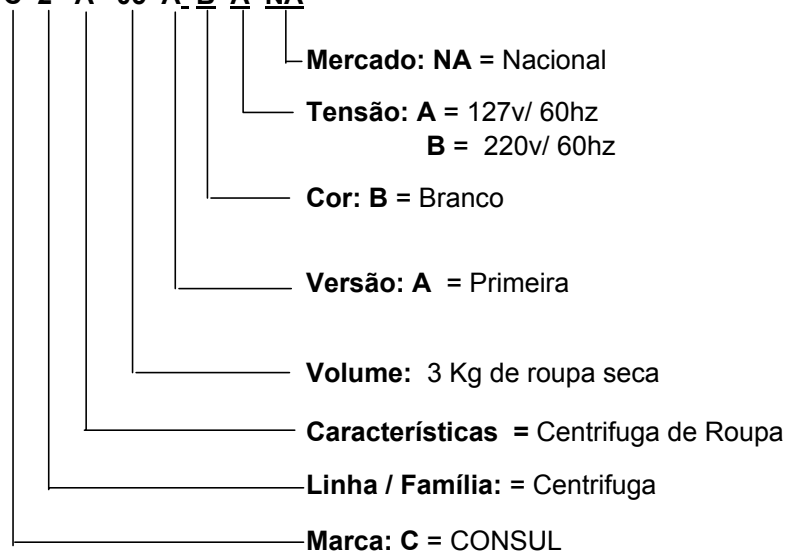 A B A NA
Mercado: NA = Nacional
Tensão: A = 127v/ 60hz
B = 220v/ 60hz
Cor: B = Branco
Versão: A = Primeira
Volume: 3 Kg de roupa seca
Características = Centrifuga de Roupa
Linha / Família: = Centrifuga
Marca: C = CONSUL